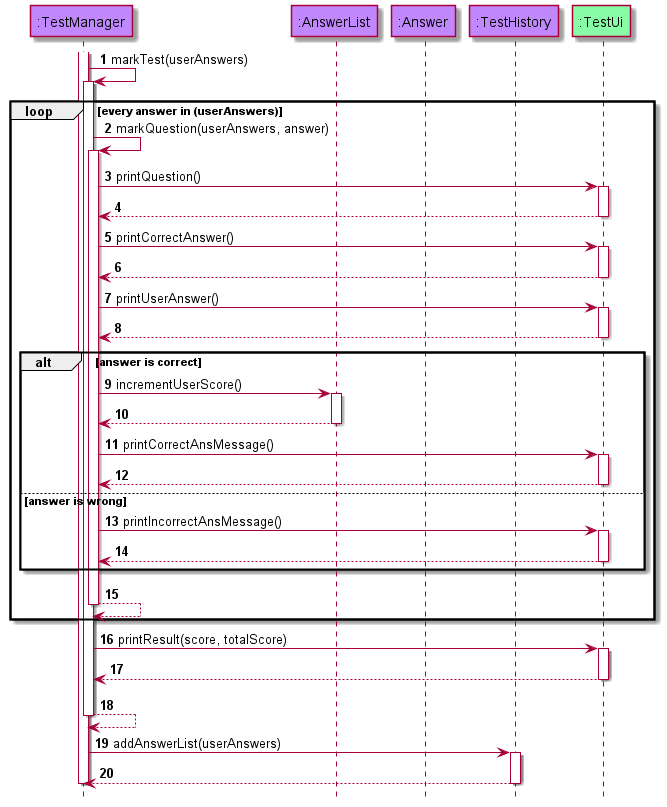 :TestManager :AnswerList :Answer :TestHistory :TestUi
1 markTest(userAnswers)
loop [every answer in (userAnswers)]
2 markQuestion(userAnswers, answer)
3 printQuestion()
4
5 printCorrectAnswer()
6
7 printUserAnswer()
8
alt [answer is correct]
9 incrementUserScore()
10
11 printCorrectAnsMessage()
12
[answer is wrong]
13 printIncorrectAnsMessage()
14
15
16 printResult(score, totalScore)
17
18
19 addAnswerList(userAnswers)
20